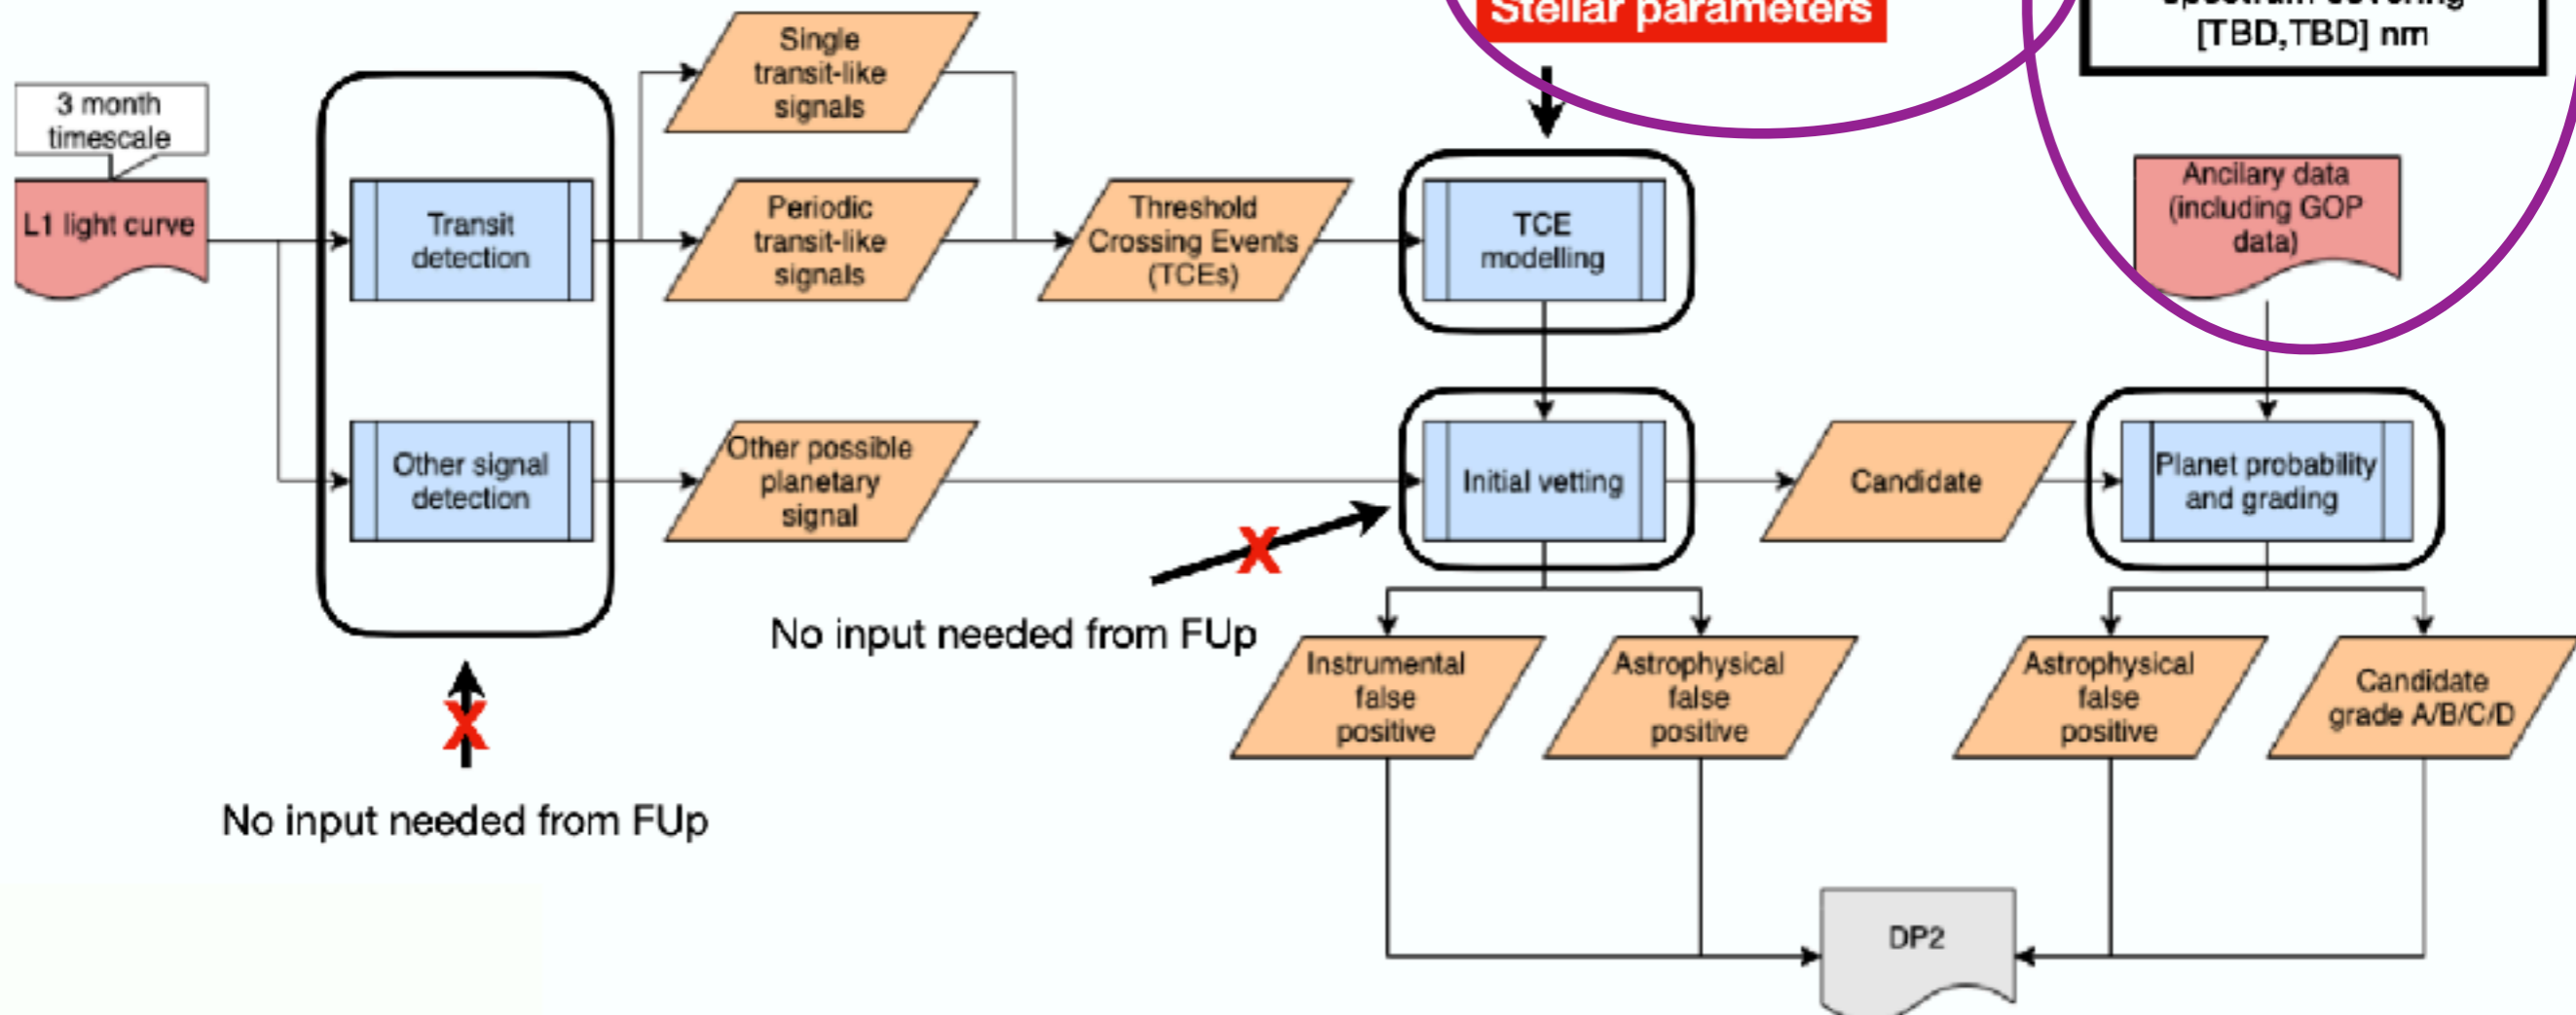 Stellar parameters
spectrum covering
[TBD,TBD] nm
Single
transit-like
signals
3 month
timescale
L1 light curve
Transit
detection
Periodic
transit-like
signals
Threshold
Crossing Events
(TCEs)
TCE
modelling
Ancilary data
(including GOP
data)
Other signal
detection
Other possible
planetary
signal
Initial vetting
Candidate
Planet probability
and grading
X
No input needed from FUp
Instrumental
false
positive
Astrophysical
false
positive
Astrophysical
false
positive
Candidate
grade A/B/C/D
X
No input needed from FUp
DP2